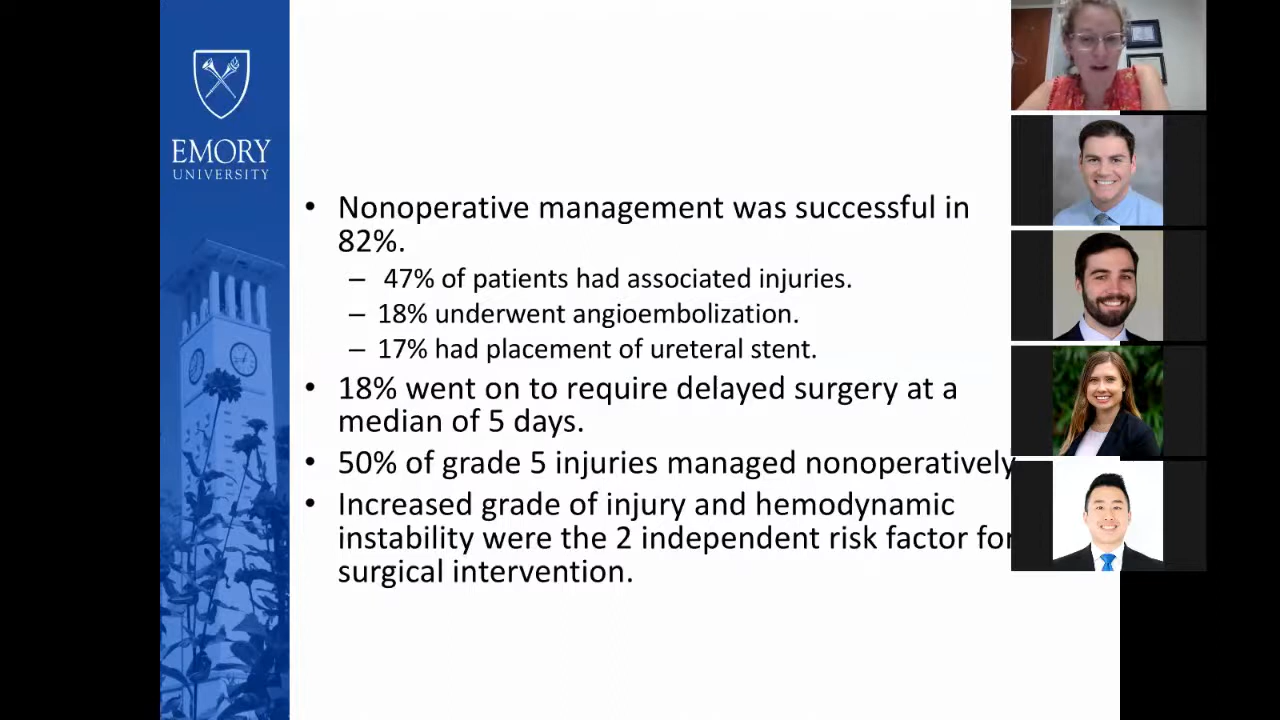 EMORY
UNIVERSITY
• Nonoperative management was successful in
82%.
– 47% of patients had associated injuries.
– 18% underwent angioembolization.
– 17% had placement of ureteral stent.
• 18% went on to require delayed surgery at a
median of 5 days.
• 50% of grade 5 injuries managed nonoperatively
• Increased grade of injury and hemodynamic
instability were the 2 independent risk factor for
surgical intervention.